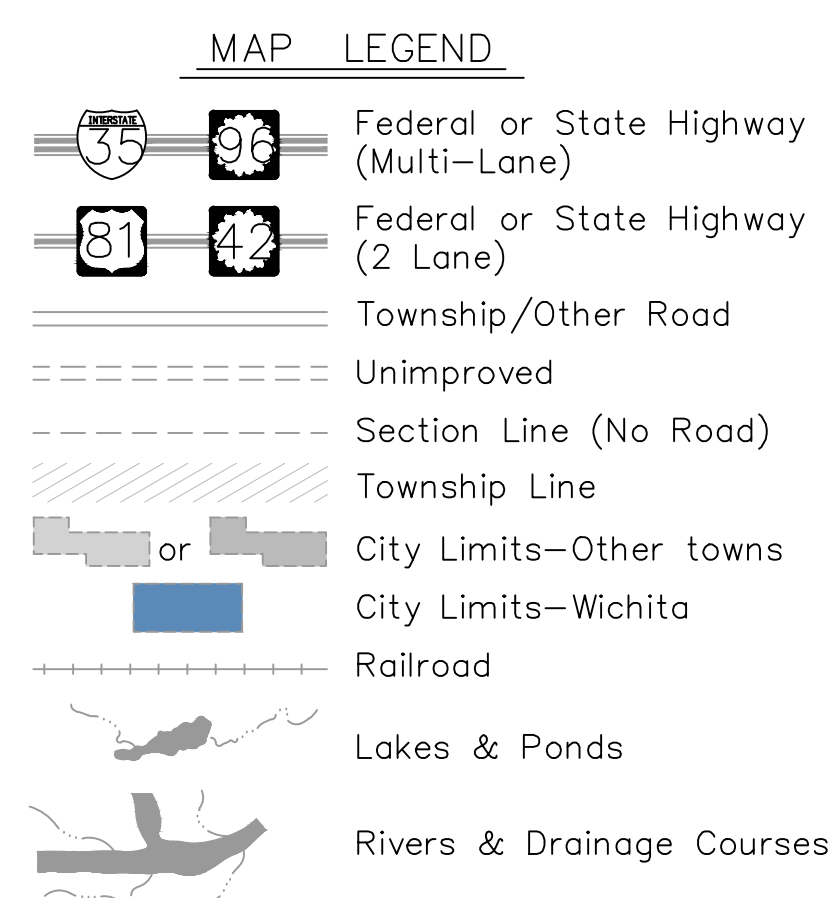 MAP LEGEND
INTERSTATE
35 96 Federal or State Highway
(Multi-Lane)
81 42 Federal or State Highway
(2 Lane)
Township/Other Road
Unimproved
Section Line (No Road)
Township Line
or City Limits-Other towns
City Limits-Wichita
Railroad
Lakes & Ponds
Rivers & Drainage Courses